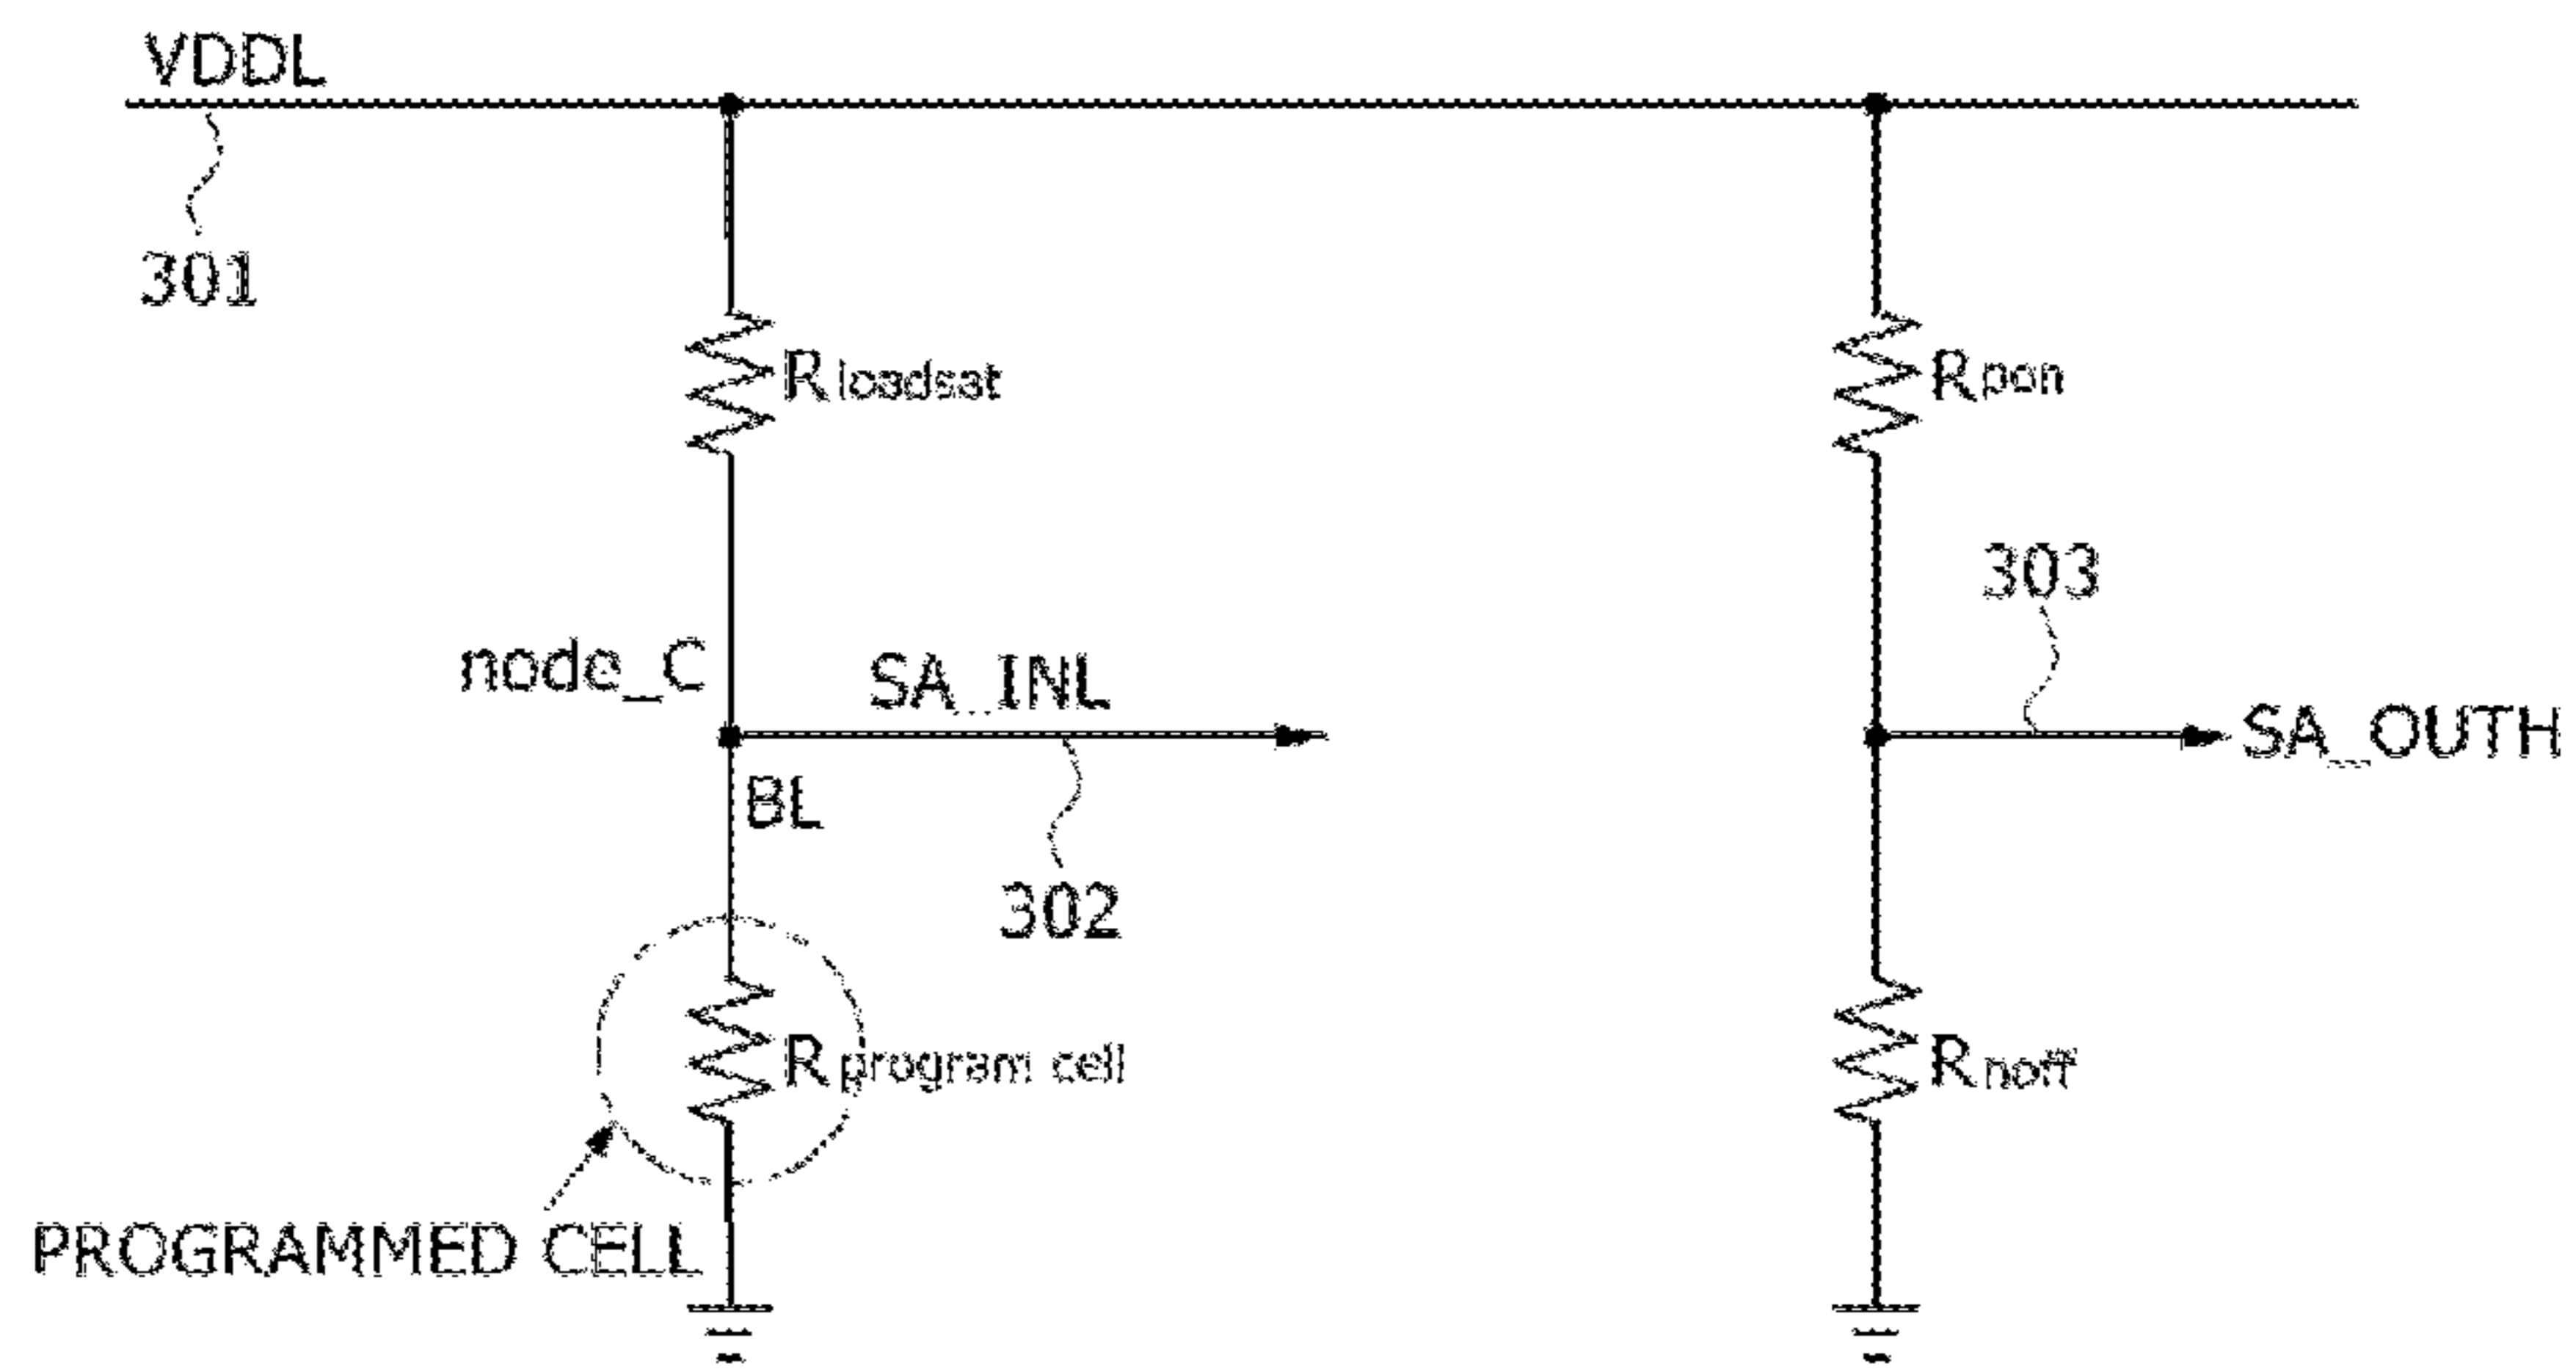 VDDL
301
Rloadsat
Rpon
303
node_C
SA_INL
SA_OUTH
BL
302
Rprogram cell
Rnoff
PROGRAMMED CELL